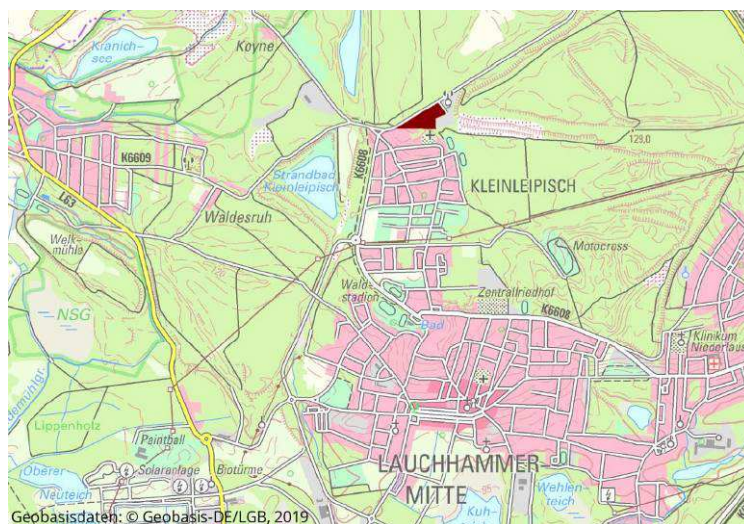 Kranich-
see
Koyne
K6609
Strandbad
Kleinleipisch
K6608
129,0
KLEINLEIPISCH
L63
Waldesruh
Welk-
mühle
Motocross
Wald-
stadion
Zentralfriedhof
K6608
NSG
Bad
Klinikum
Niederlaus
Lippenholz
Paintball
Solaranlage
Biotürme
Oberer
Neuteich
LAUCHHAMMER-
MITTE
Wehlen-
teich
Kuh-
Geobasisdaten: © Geobasis-DE/LGB, 2019